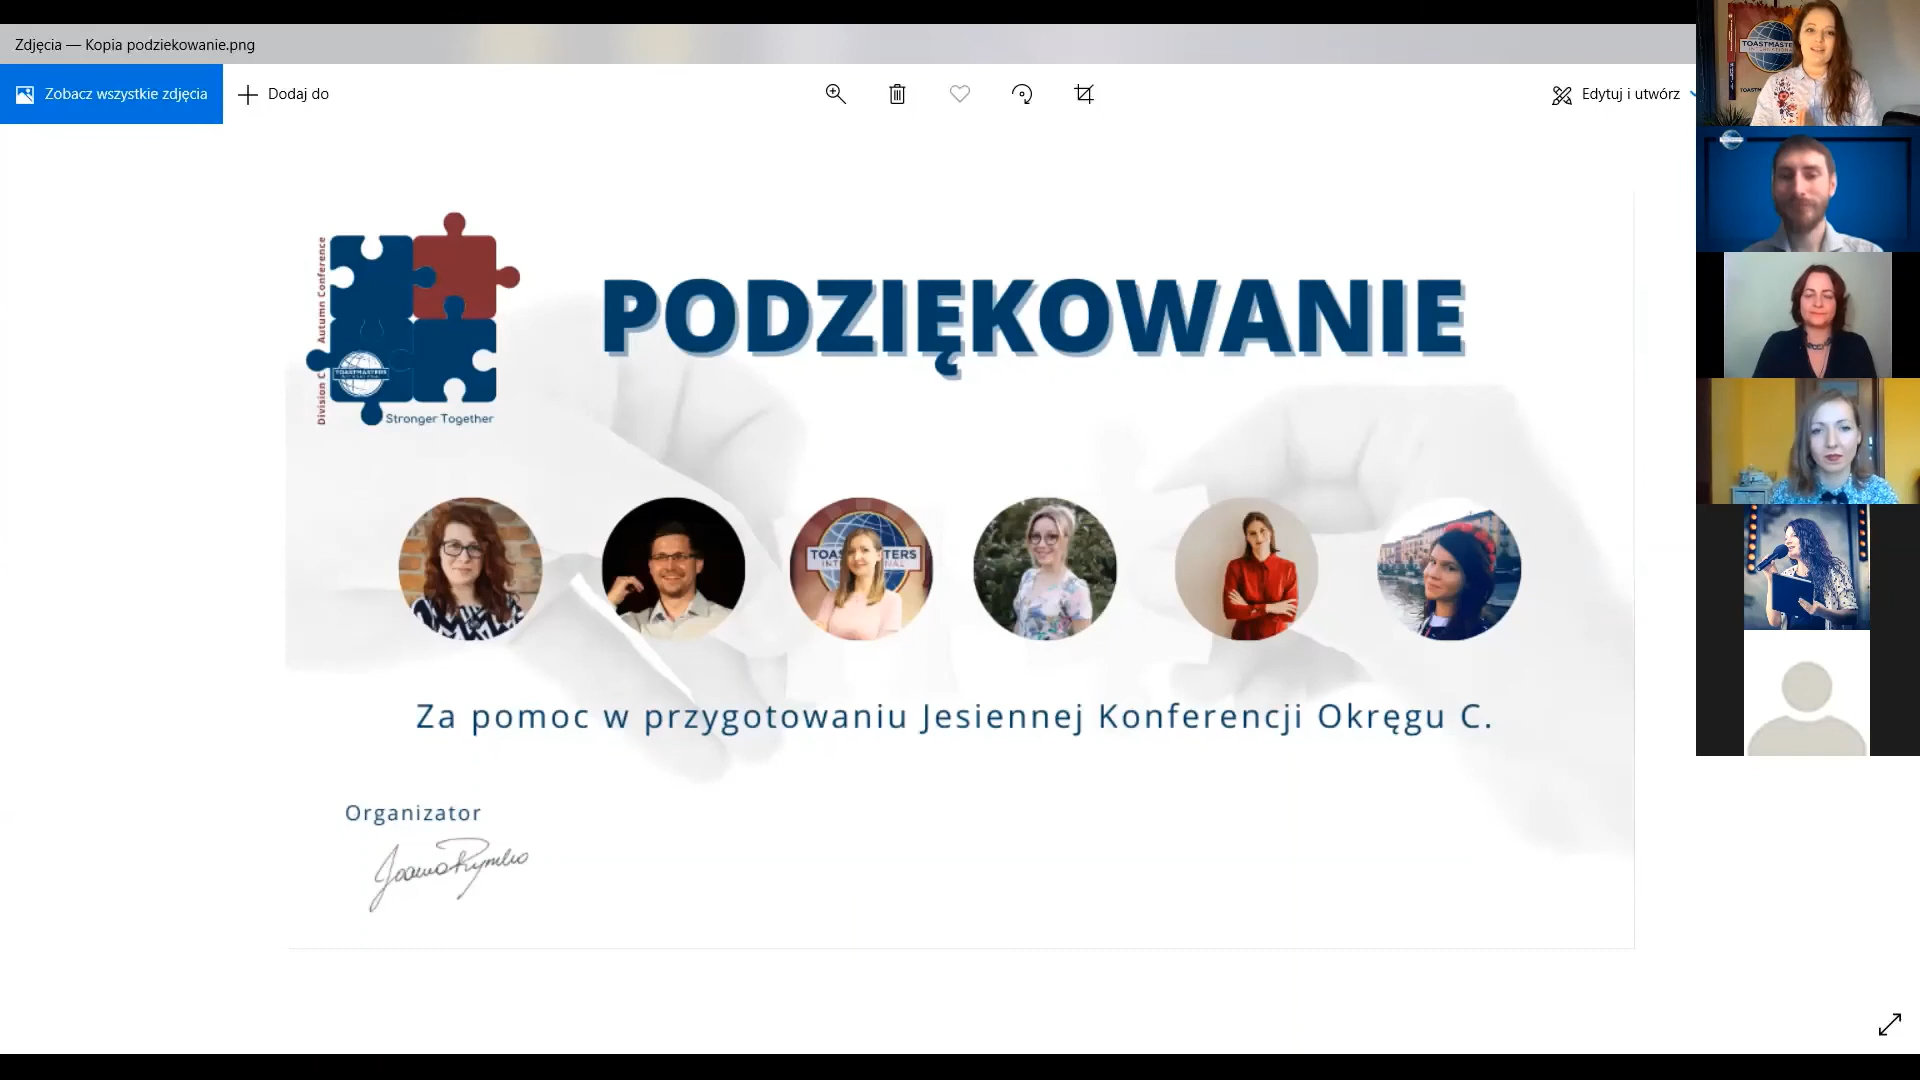 Zdjęcia — Kopia podziekowanie.png
Zobacz wszystkie zdjęcia
Dodaj do
Edytuj i utwórz
Division C Autumn Conference
TOASTMASTERS
Stronger Together
PODZIĘKOWANIE
Za pomoc w przygotowaniu Jesiennej Konferencji Okręgu C.
Organizator